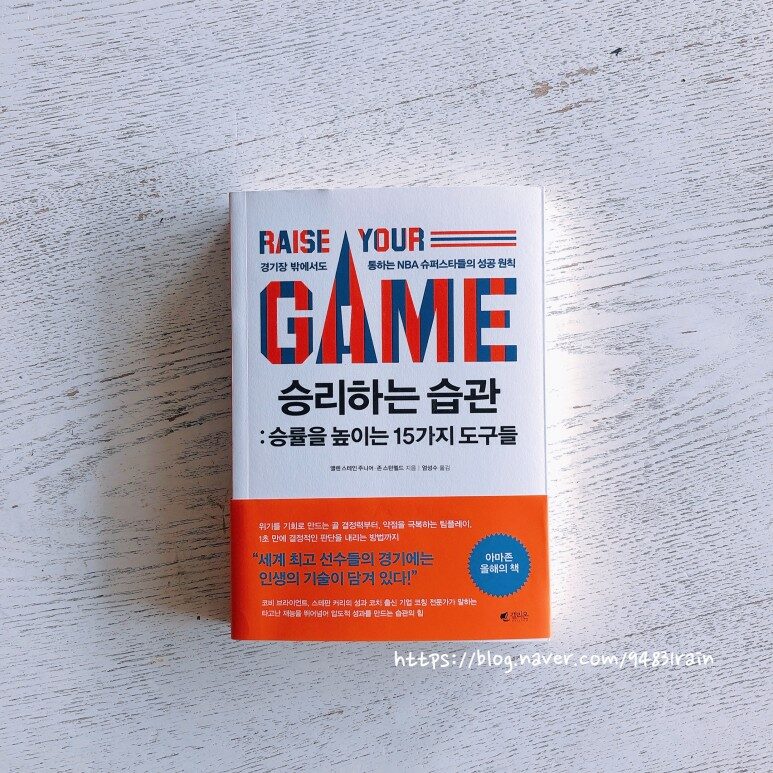 RAISE YOUR
경기장 밖에서도 통하는 NBA 슈퍼스타들의 성공 원칙
GAME
승리하는 습관
: 승률을 높이는 15가지 도구들
앨런 스테인 주니어·존 스턴펠드 지음 | 엄성수 옮김
위기를 기회로 만드는 골 결정력부터, 약점을 극복하는 팀플레이,
1초 만에 결정적인 판단을 내리는 방법까지
“세계 최고 선수들의 경기에는
인생의 기술이 담겨 있다!”
아마존
올해의 책
코비 브라이언트, 스테판 커리의 성과 코치 출신 기업 코칭 전문가가 말하는
타고난 재능을 뛰어넘어 압도적 성과를 만드는 습관의 힘
갤리온
https://blog.naver.com/94831rain